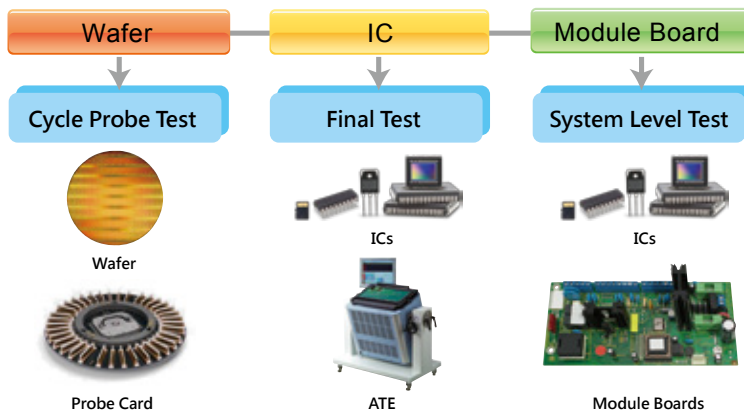 Wafer
IC
Module Board
Cycle Probe Test
Final Test
System Level Test
Wafer
ICs
ICs
Probe Card
ATE
Module Boards